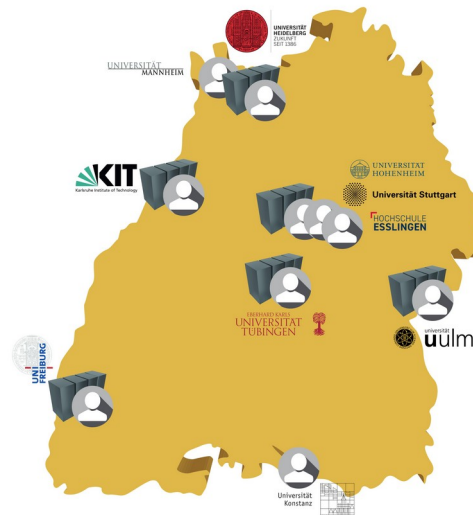 UNIVERSITÄT
HEIDELBERG
ZUKUNFT
SEIT 1386
UNIVERSITÄT
MANNHEIM
KIT
Karlsruhe Institute of Technology
UNIVERSITÄT
HOHENHEIM
Universität Stuttgart
HOCHSCHULE
ESSLINGEN
EBERHARD KARLS
UNIVERSITÄT
TÜBINGEN
universität
uulm
UNI
FREIBURG
Universität
Konstanz